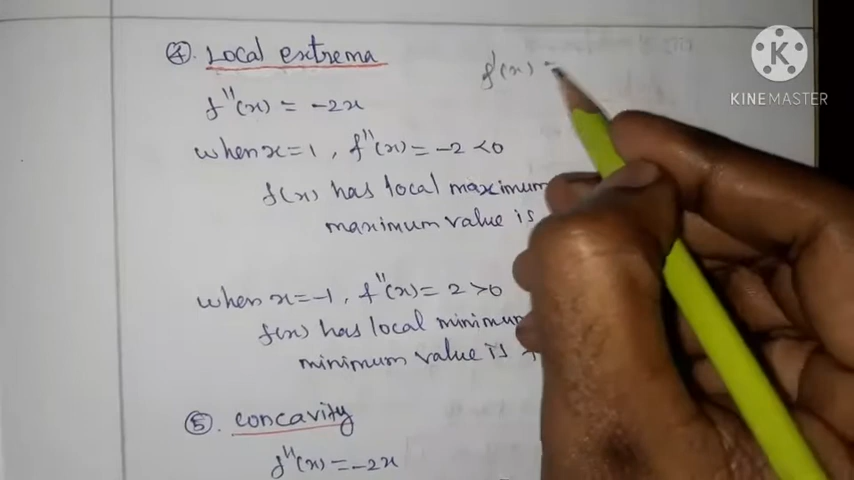 ④. Local extrema
f'(x) =
f''(x) = -2x
when x=1, f''(x) = -2 <0
f(x) has local maximum
maximum value is
when x=-1, f''(x) = 2 >0
f(x) has local minimum
minimum value is
⑤. concavity
f''(x) = -2x
KINEMASTER